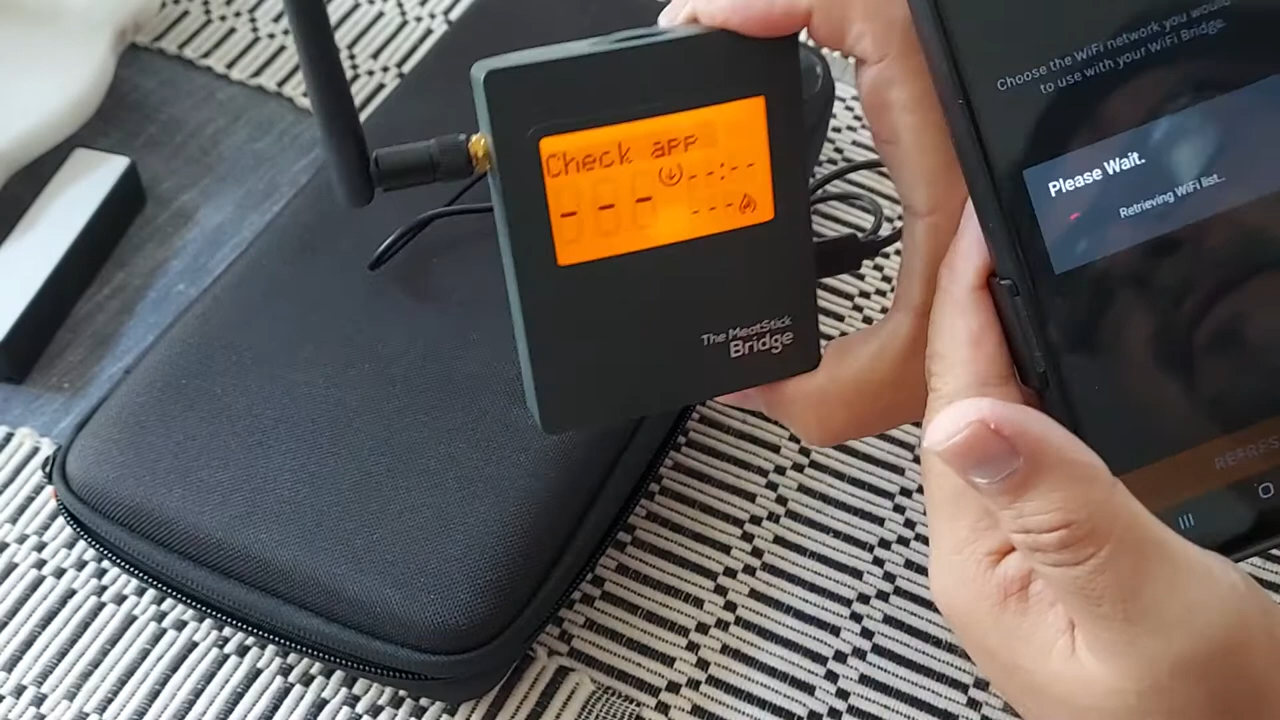 Check app
--:--
- - -
---
The MeatStick
Bridge
Choose the WiFi network you would
to use with your WiFi Bridge.
Please Wait.
Retrieving WiFi list..
REFRES